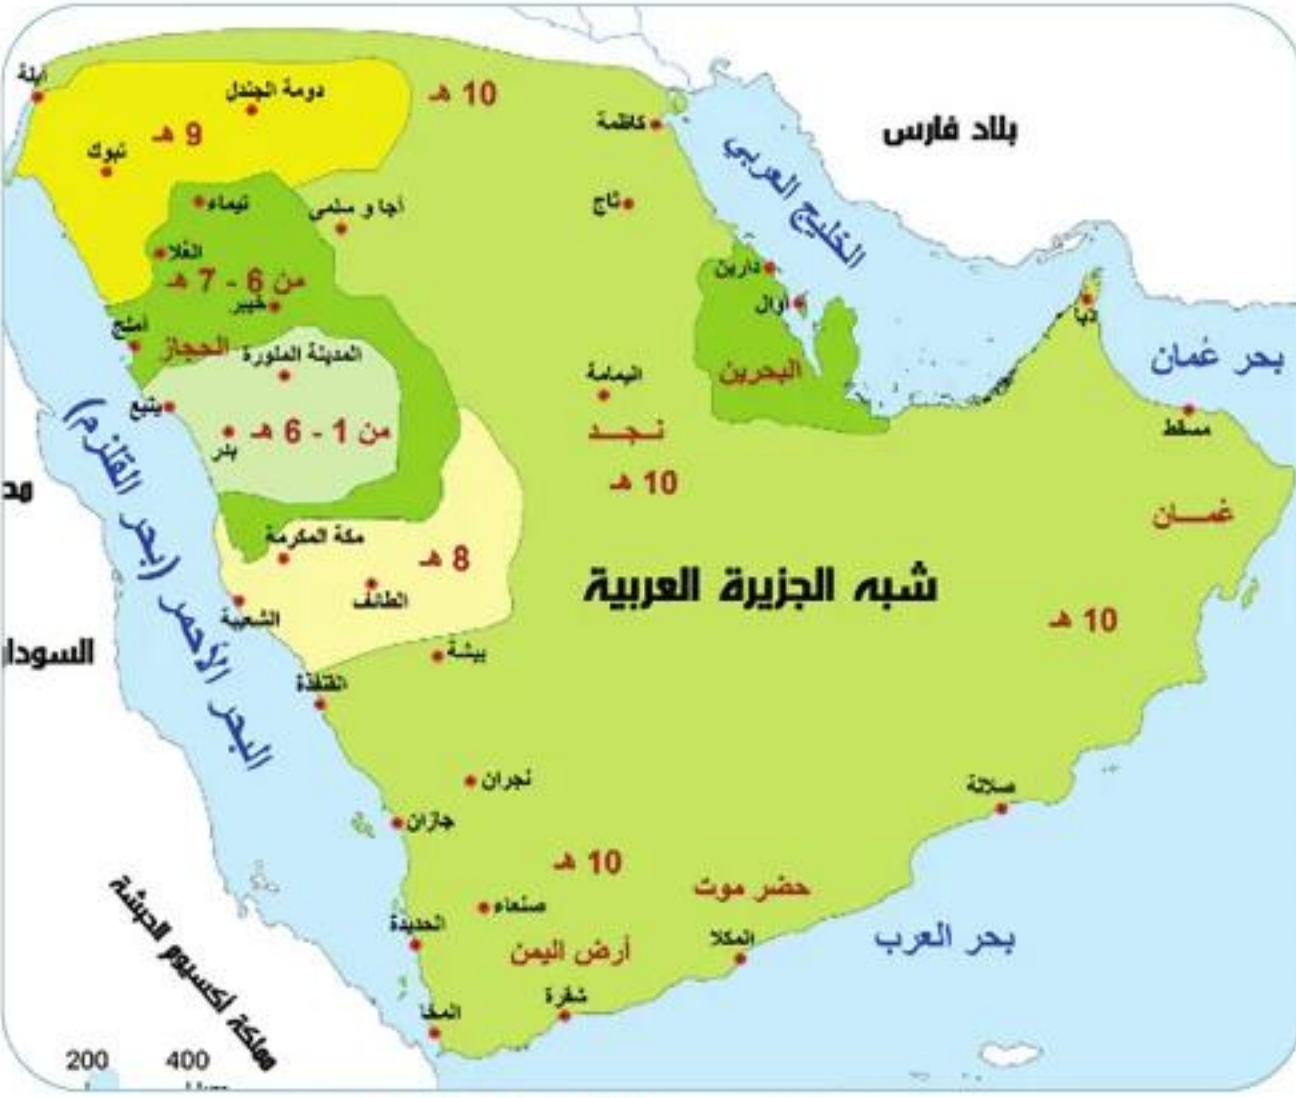 أيلة
دومة الجندل
10 هـ
9 هـ
تبوك
كاظمة
بلاد فارس
الخليج العربي
تيماء
أجا و سلمى
ثاج
العُلا
من 6 - 7 هـ
خيبر
دارين
أوال
دبا
أملج
الحجاز
المدينة المنورة
اليمامة
البحرين
بحر عُمان
ينبع
بدر
من 1 - 6 هـ
نـجـــد
10 هـ
مسقط
عُمـــان
البحر الأحمر (بحر القلزم)
مكة المكرمة
8 هـ
الطائف
الشعيبة
شبه الجزيرة العربية
10 هـ
السودا
بيشة
القنفذة
نجران
صلالة
جازان
10 هـ
حضر موت
صنعاء
الحديدة
أرض اليمن
المكلا
بحر العرب
شقرة
المخا
مملكة أكسيوم الحبشة
200 400